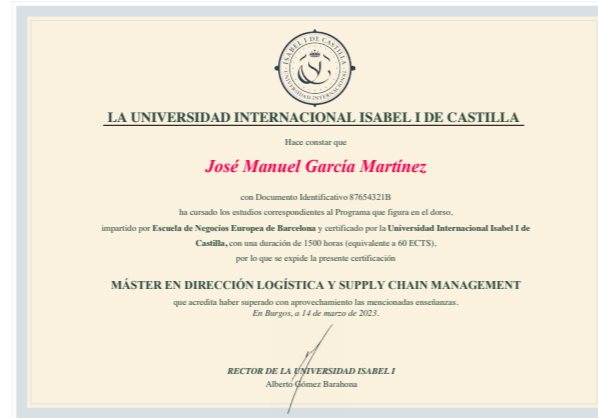 ISABEL I DE CASTILLA
UNIVERSIDAD INTERNACIONAL
LA UNIVERSIDAD INTERNACIONAL ISABEL I DE CASTILLA
Hace constar que
José Manuel García Martínez
con Documento Identificativo 87654321B
ha cursado los estudios correspondientes al Programa que figura en el dorso,
impartido por Escuela de Negocios Europea de Barcelona y certificado por la Universidad Internacional Isabel I de
Castilla, con una duración de 1500 horas (equivalente a 60 ECTS),
por lo que se expide la presente certificación
MÁSTER EN DIRECCIÓN LOGÍSTICA Y SUPPLY CHAIN MANAGEMENT
que acredita haber superado con aprovechamiento las mencionadas enseñanzas.
En Burgos, a 14 de marzo de 2023.
RECTOR DE LA UNIVERSIDAD ISABEL I
Alberto Gómez Barahona